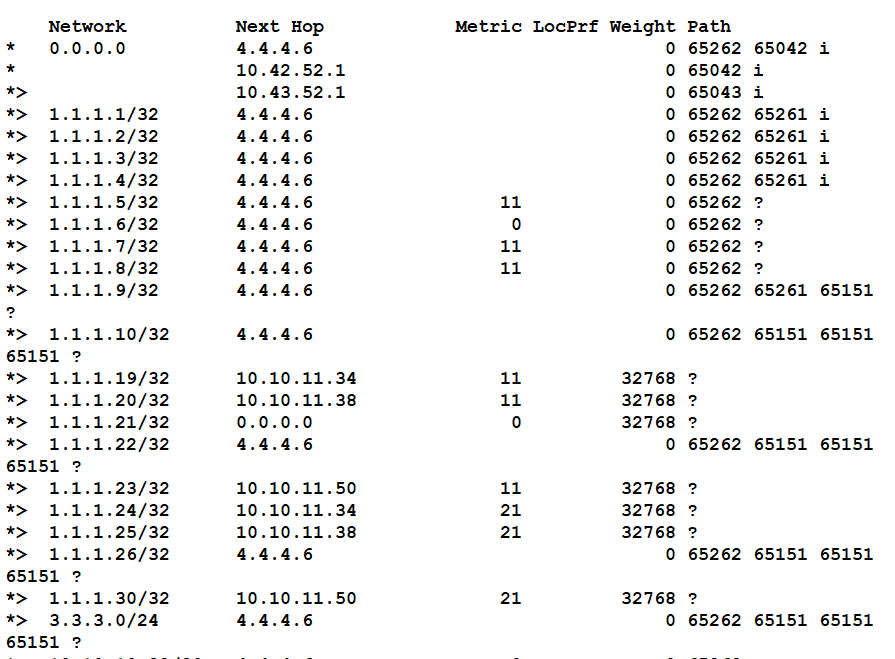 Network Next Hop Metric LocPrf Weight Path
* 0.0.0.0 4.4.4.6 0 65262 65042 i
* 10.42.52.1 0 65042 i
*> 10.43.52.1 0 65043 i
*> 1.1.1.1/32 4.4.4.6 0 65262 65261 i
*> 1.1.1.2/32 4.4.4.6 0 65262 65261 i
*> 1.1.1.3/32 4.4.4.6 0 65262 65261 i
*> 1.1.1.4/32 4.4.4.6 0 65262 65261 i
*> 1.1.1.5/32 4.4.4.6 11 0 65262 ?
*> 1.1.1.6/32 4.4.4.6 0 0 65262 ?
*> 1.1.1.7/32 4.4.4.6 11 0 65262 ?
*> 1.1.1.8/32 4.4.4.6 11 0 65262 ?
*> 1.1.1.9/32 4.4.4.6 0 65262 65261 65151
?
*> 1.1.1.10/32 4.4.4.6 0 65262 65151 65151
65151 ?
*> 1.1.1.19/32 10.10.11.34 11 32768 ?
*> 1.1.1.20/32 10.10.11.38 11 32768 ?
*> 1.1.1.21/32 0.0.0.0 0 32768 ?
*> 1.1.1.22/32 4.4.4.6 0 65262 65151 65151
65151 ?
*> 1.1.1.23/32 10.10.11.50 11 32768 ?
*> 1.1.1.24/32 10.10.11.34 21 32768 ?
*> 1.1.1.25/32 10.10.11.38 21 32768 ?
*> 1.1.1.26/32 4.4.4.6 0 65262 65151 65151
65151 ?
*> 1.1.1.30/32 10.10.11.50 21 32768 ?
*> 3.3.3.0/24 4.4.4.6 0 65262 65151 65151
65151 ?